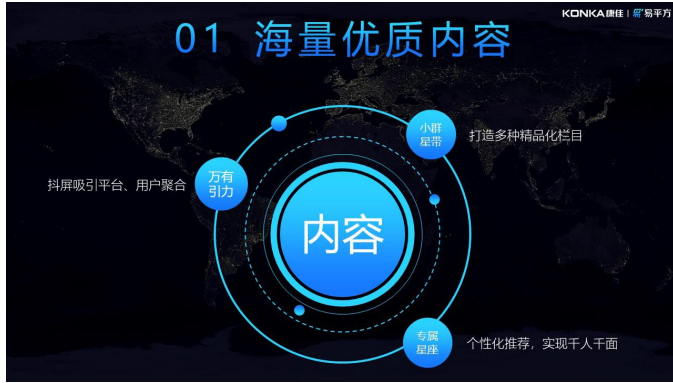 KONKA康佳 | 易平方
01 海量优质内容
小群
星带
打造多种精品化栏目
万有
引力
抖屏吸引平台、用户聚合
内容
专属
星座
个性化推荐，实现千人千面